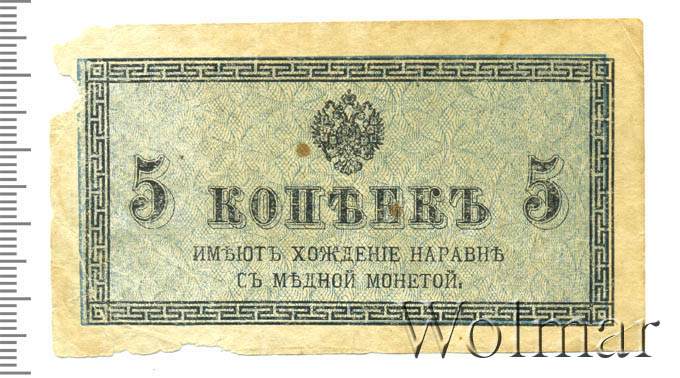 5 КОПѢЕКЪ 5
ИМѢЮТЪ ХОЖДЕНІЕ НАРАВНѢ
СЪ МѢДНОЙ МОНЕТОЙ.
Wolmar